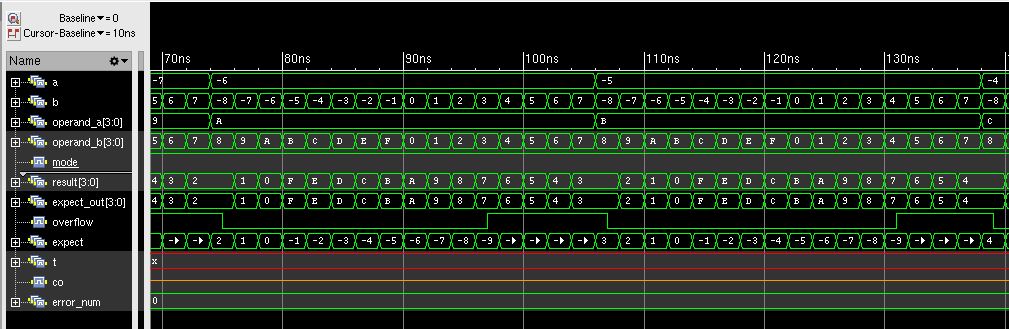 Baseline▼= 0
Cursor-Baseline▼= 10ns
Name
70ns 80ns 90ns 100ns 110ns 120ns 130ns
a -7 -6 -5 -4
b 5 6 7 -8 -7 -6 -5 -4 -3 -2 -1 0 1 2 3 4 5 6 7 -8 -7 -6 -5 -4 -3 -2 -1 0 1 2 3 4 5 6 7 -8
operand_a[3:0] 9 A B C
operand_b[3:0] 5 6 7 8 9 A B C D E F 0 1 2 3 4 5 6 7 8 9 A B C D E F 0 1 2 3 4 5 6 7 8
mode
result[3:0] 4 3 2 1 0 F E D C B A 9 8 7 6 5 4 3 2 1 0 F E D C B A 9 8 7 6 5 4
expect_out[3:0] 4 3 2 1 0 F E D C B A 9 8 7 6 5 4 3 2 1 0 F E D C B A 9 8 7 6 5 4
overflow
expect -▸ -▸ 2 1 0 -1 -2 -3 -4 -5 -6 -7 -8 -9 -▸ -▸ -▸ -▸ 3 2 1 0 -1 -2 -3 -4 -5 -6 -7 -8 -9 -▸ -▸ -▸ 4
t x
co
error_num 0